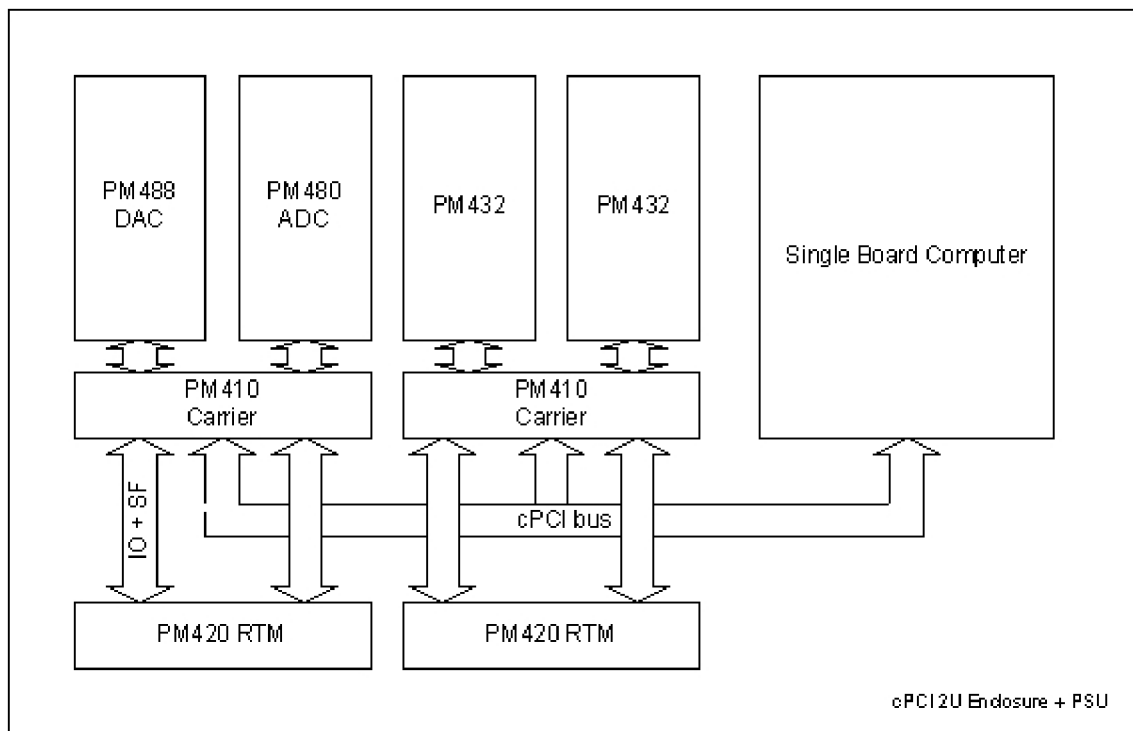 PM488
DAC
PM480
ADC
PM432
PM432
Single Board Computer
PM410
Carrier
PM410
Carrier
IO + SF
cPCI bus
PM420 RTM
PM420 RTM
cPCI 2U Enclosure + PSU